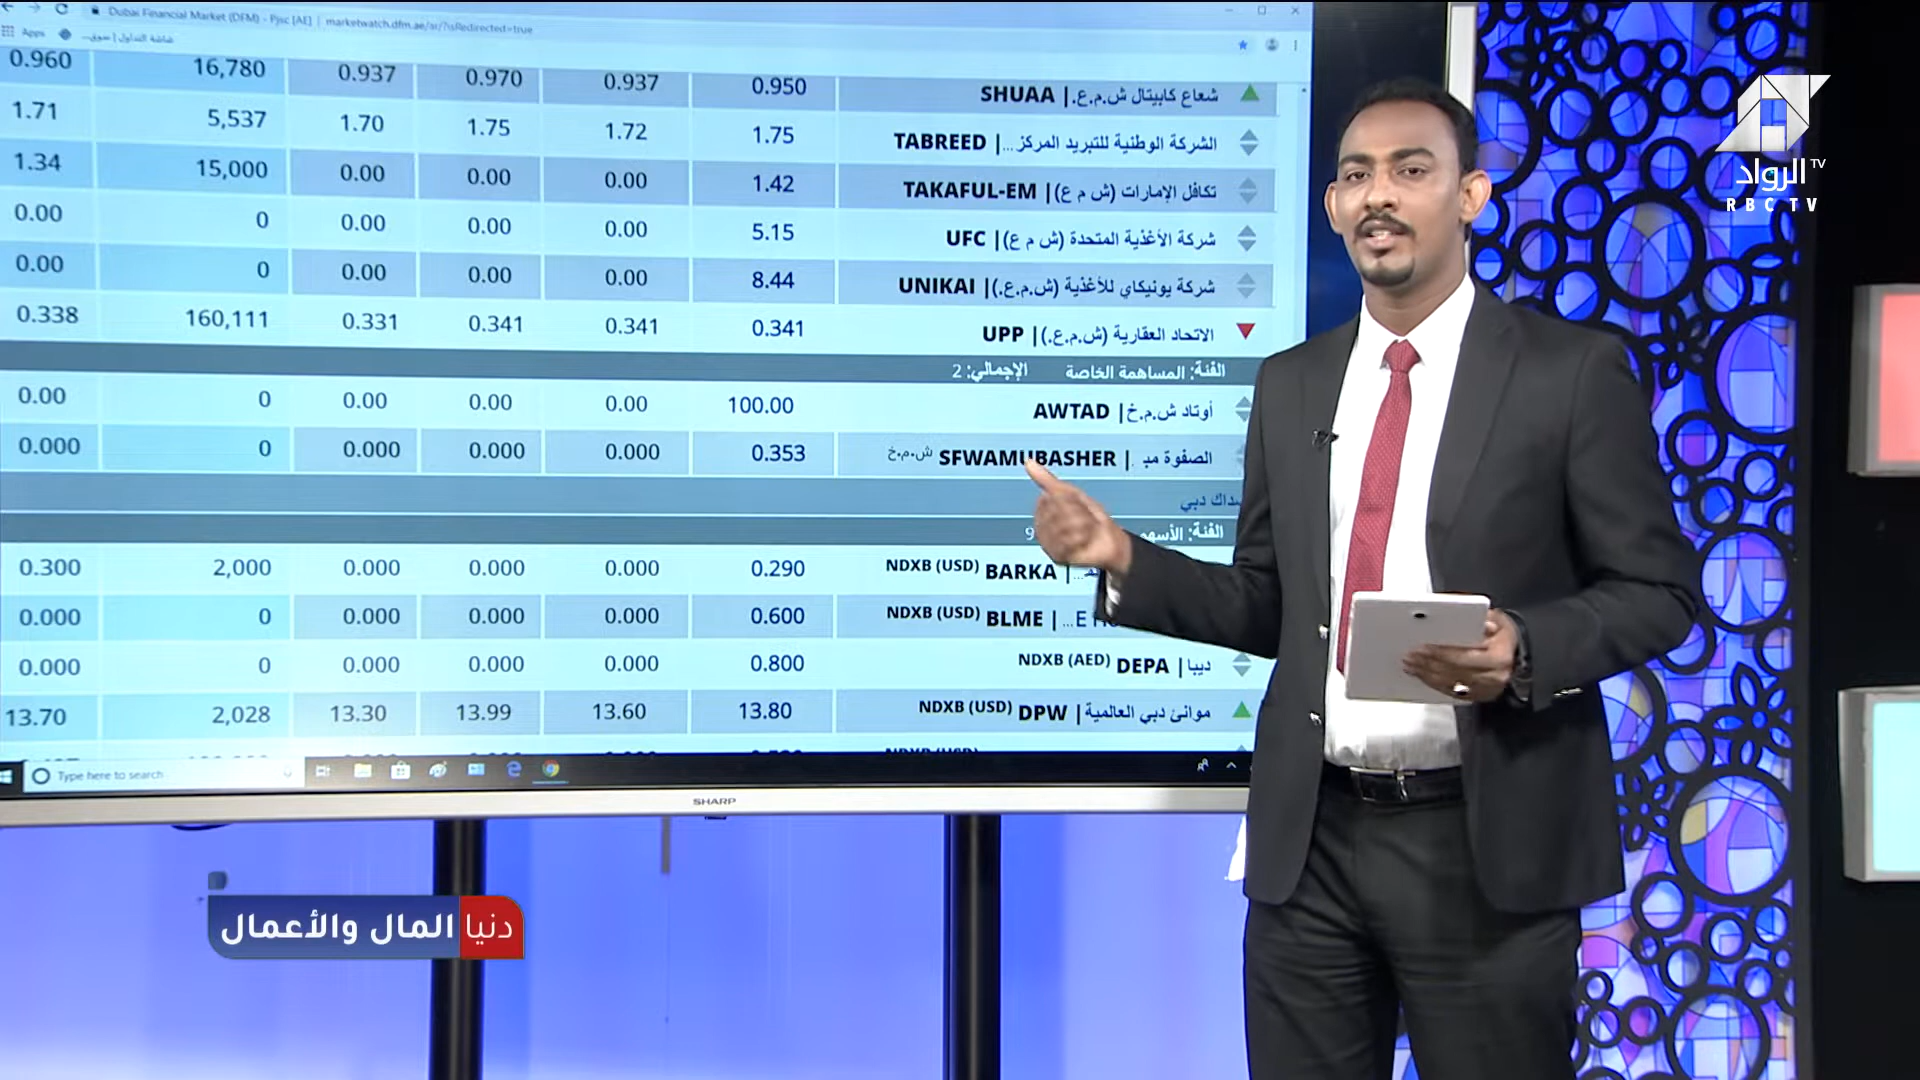 Dubai Financial Market (DFM) - Pjsc [AE] | marketwatch.dfm.ae/ar/?isRedirected=true
Apps شاشة التداول | سوق...
0.960 16,780 0.937 0.970 0.937 0.950 شعاع كابيتال ش.م.ع.| SHUAA
1.71 5,537 1.70 1.75 1.72 1.75 الشركة الوطنية للتبريد المركز...| TABREED
1.34 15,000 0.00 0.00 0.00 1.42 تكافل الإمارات (ش م ع)| TAKAFUL-EM
0.00 0 0.00 0.00 0.00 5.15 شركة الأغذية المتحدة (ش م ع)| UFC
0.00 0 0.00 0.00 0.00 8.44 شركة يونيكاي للأغذية (ش.م.ع.)| UNIKAI
0.338 160,111 0.331 0.341 0.341 0.341 الاتحاد العقارية (ش.م.ع.)| UPP
الفئة: المساهمة الخاصة الإجمالي: 2
0.00 0 0.00 0.00 0.00 100.00 أوتاد ش.م.خ| AWTAD
0.000 0 0.000 0.000 0.000 0.353 الصفوة مب | SFWAMUBASHER ش.م.خ
سداك دبي
الفئة: الأسهم 9
0.300 2,000 0.000 0.000 0.000 0.290 | BARKA NDXB (USD)
0.000 0 0.000 0.000 0.000 0.600 ...E | BLME NDXB (USD)
0.000 0 0.000 0.000 0.000 0.800 ديبا| DEPA NDXB (AED)
13.70 2,028 13.30 13.99 13.60 13.80 موانئ دبي العالمية| DPW NDXB (USD)
Type here to search
SHARP
دنيا المال والأعمال
الرواد TV
RBC TV